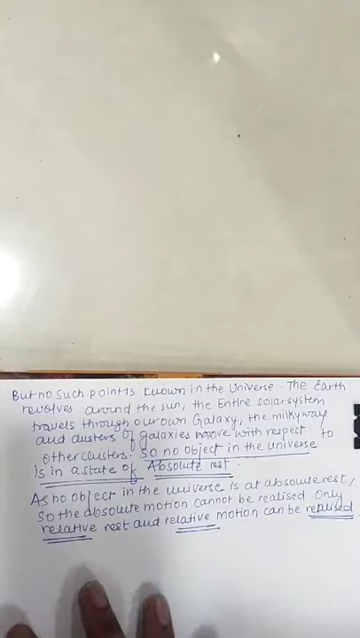 But no such point is known in the Universe. The Earth
revolves around the sun, the Entire solarsystem
travels through our own Galaxy, the milky way
and clusters of galaxies move with respect to
other clusters. So no object in the universe
Is in a state of Absolute rest.
As no object in the universe is at absolute rest,
so the absolute motion cannot be realised only
relative rest and relative motion can be realised